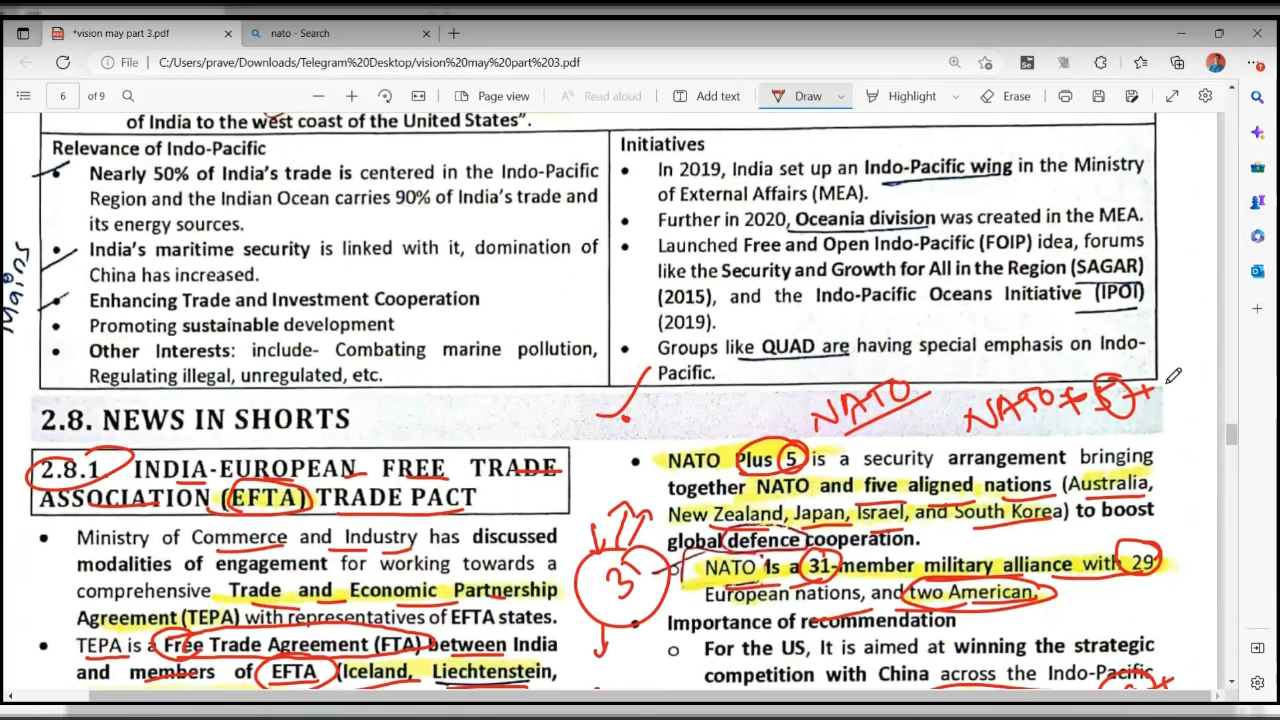 *vision may part 3.pdf
nato - Search
File
C:/Users/prave/Downloads/Telegram%20Desktop/vision%20may%20part%203.pdf
6 of 9
Page view
Read aloud
Add text
Draw
Highlight
Erase
of India to the west coast of the United States".
Relevance of Indo-Pacific
• Nearly 50% of India's trade is centered in the Indo-Pacific
Region and the Indian Ocean carries 90% of India's trade and
its energy sources.
• India's maritime security is linked with it, domination of
China has increased.
• Enhancing Trade and Investment Cooperation
• Promoting sustainable development
• Other Interests: include- Combating marine pollution,
Regulating illegal, unregulated, etc.
Mains
Initiatives
• In 2019, India set up an Indo-Pacific wing in the Ministry
of External Affairs (MEA).
• Further in 2020, Oceania division was created in the MEA.
• Launched Free and Open Indo-Pacific (FOIP) idea, forums
like the Security and Growth for All in the Region (SAGAR)
(2015), and the Indo-Pacific Oceans Initiative (IPOI)
(2019).
• Groups like QUAD are having special emphasis on Indo-
Pacific.
2.8. NEWS IN SHORTS
2.8.1 INDIA-EUROPEAN FREE TRADE
ASSOCIATION (EFTA) TRADE PACT
• Ministry of Commerce and Industry has discussed
modalities of engagement for working towards a
comprehensive Trade and Economic Partnership
Agreement (TEPA) with representatives of EFTA states.
• TEPA is a Free Trade Agreement (FTA) between India
and members of EFTA (Iceland, Liechtenstein,
3
NATO NATO + 5 +
• NATO Plus 5 is a security arrangement bringing
together NATO and five aligned nations (Australia,
New Zealand, Japan, Israel, and South Korea) to boost
global defence cooperation.
o NATO is a 31-member military alliance with 29
European nations, and two American.
• Importance of recommendation
o For the US, It is aimed at winning the strategic
competition with China across the Indo-Pacific